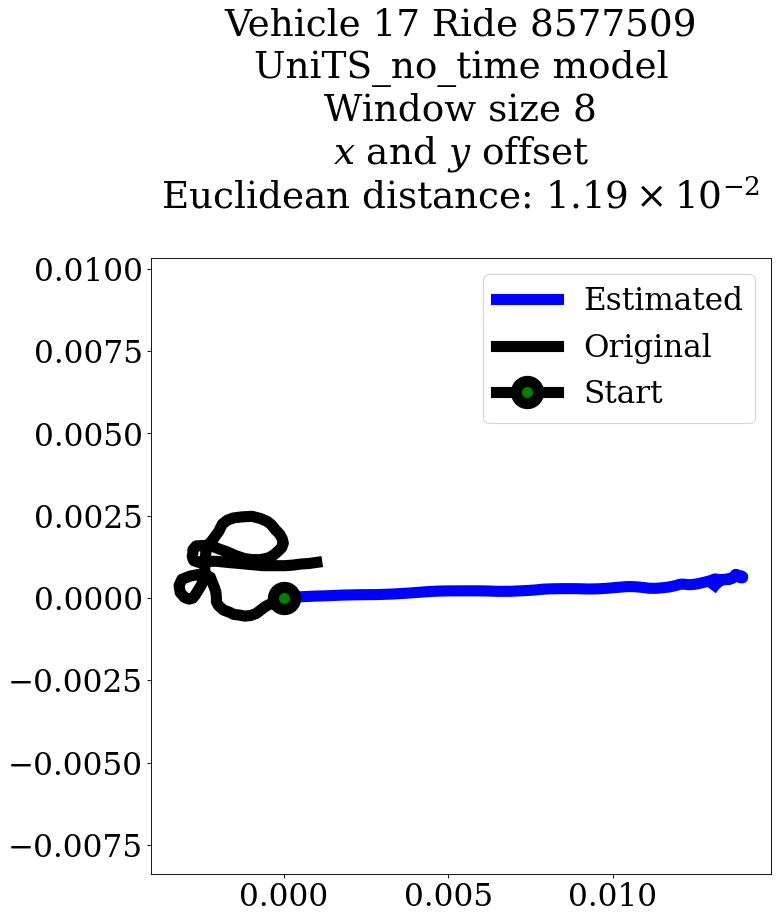 Vehicle 17 Ride 8577509
UniTS_no_time model
Window size 8
x and y offset
Euclidean distance: 1.19 × 10⁻²
Estimated
Original
Start
0.0100
0.0075
0.0050
0.0025
0.0000
−0.0025
−0.0050
−0.0075
0.000 0.005 0.010